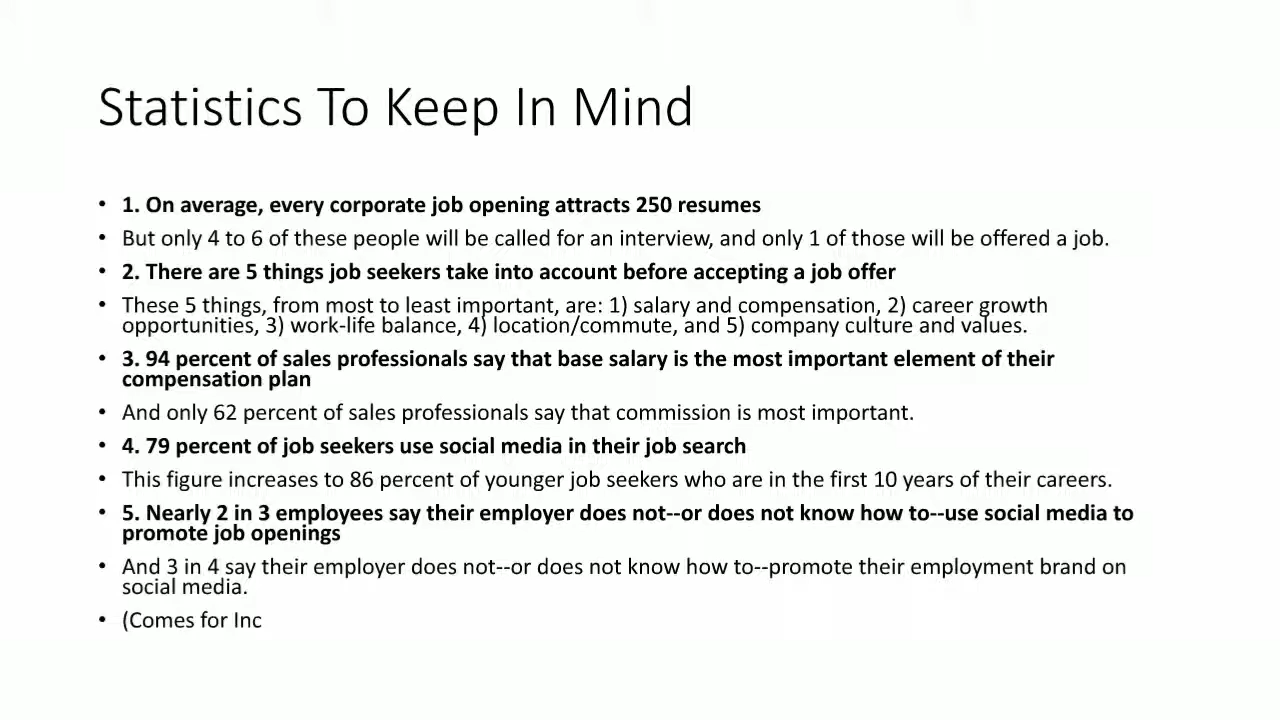 Statistics To Keep In Mind
• 1. On average, every corporate job opening attracts 250 resumes
• But only 4 to 6 of these people will be called for an interview, and only 1 of those will be offered a job.
• 2. There are 5 things job seekers take into account before accepting a job offer
• These 5 things, from most to least important, are: 1) salary and compensation, 2) career growth
opportunities, 3) work-life balance, 4) location/commute, and 5) company culture and values.
• 3. 94 percent of sales professionals say that base salary is the most important element of their
compensation plan
• And only 62 percent of sales professionals say that commission is most important.
• 4. 79 percent of job seekers use social media in their job search
• This figure increases to 86 percent of younger job seekers who are in the first 10 years of their careers.
• 5. Nearly 2 in 3 employees say their employer does not--or does not know how to--use social media to
promote job openings
• And 3 in 4 say their employer does not--or does not know how to--promote their employment brand on
social media.
• (Comes for Inc